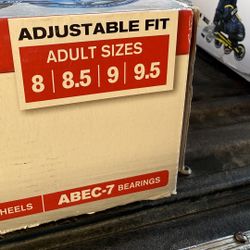 ADJUSTABLE FIT
ADULT SIZES
8 | 8.5 | 9 | 9.5
HEELS | ABEC-7 BEARINGS